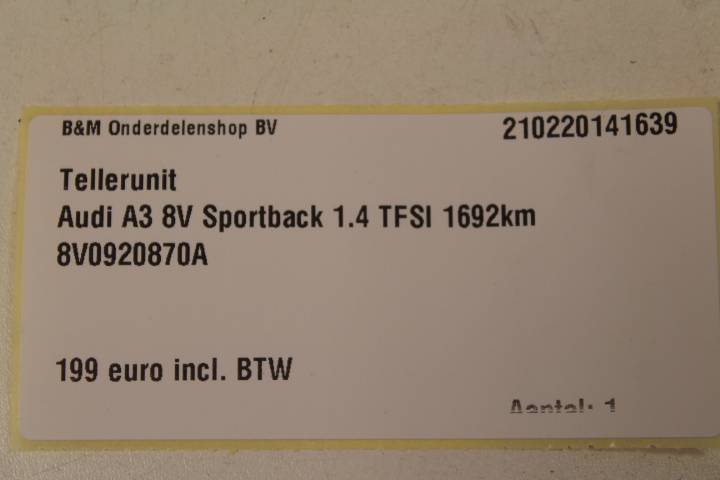 B&M Onderdelenshop BV 210220141639
Tellerunit
Audi A3 8V Sportback 1.4 TFSI 1692km
8V0920870A
199 euro incl. BTW
Aantal: 1